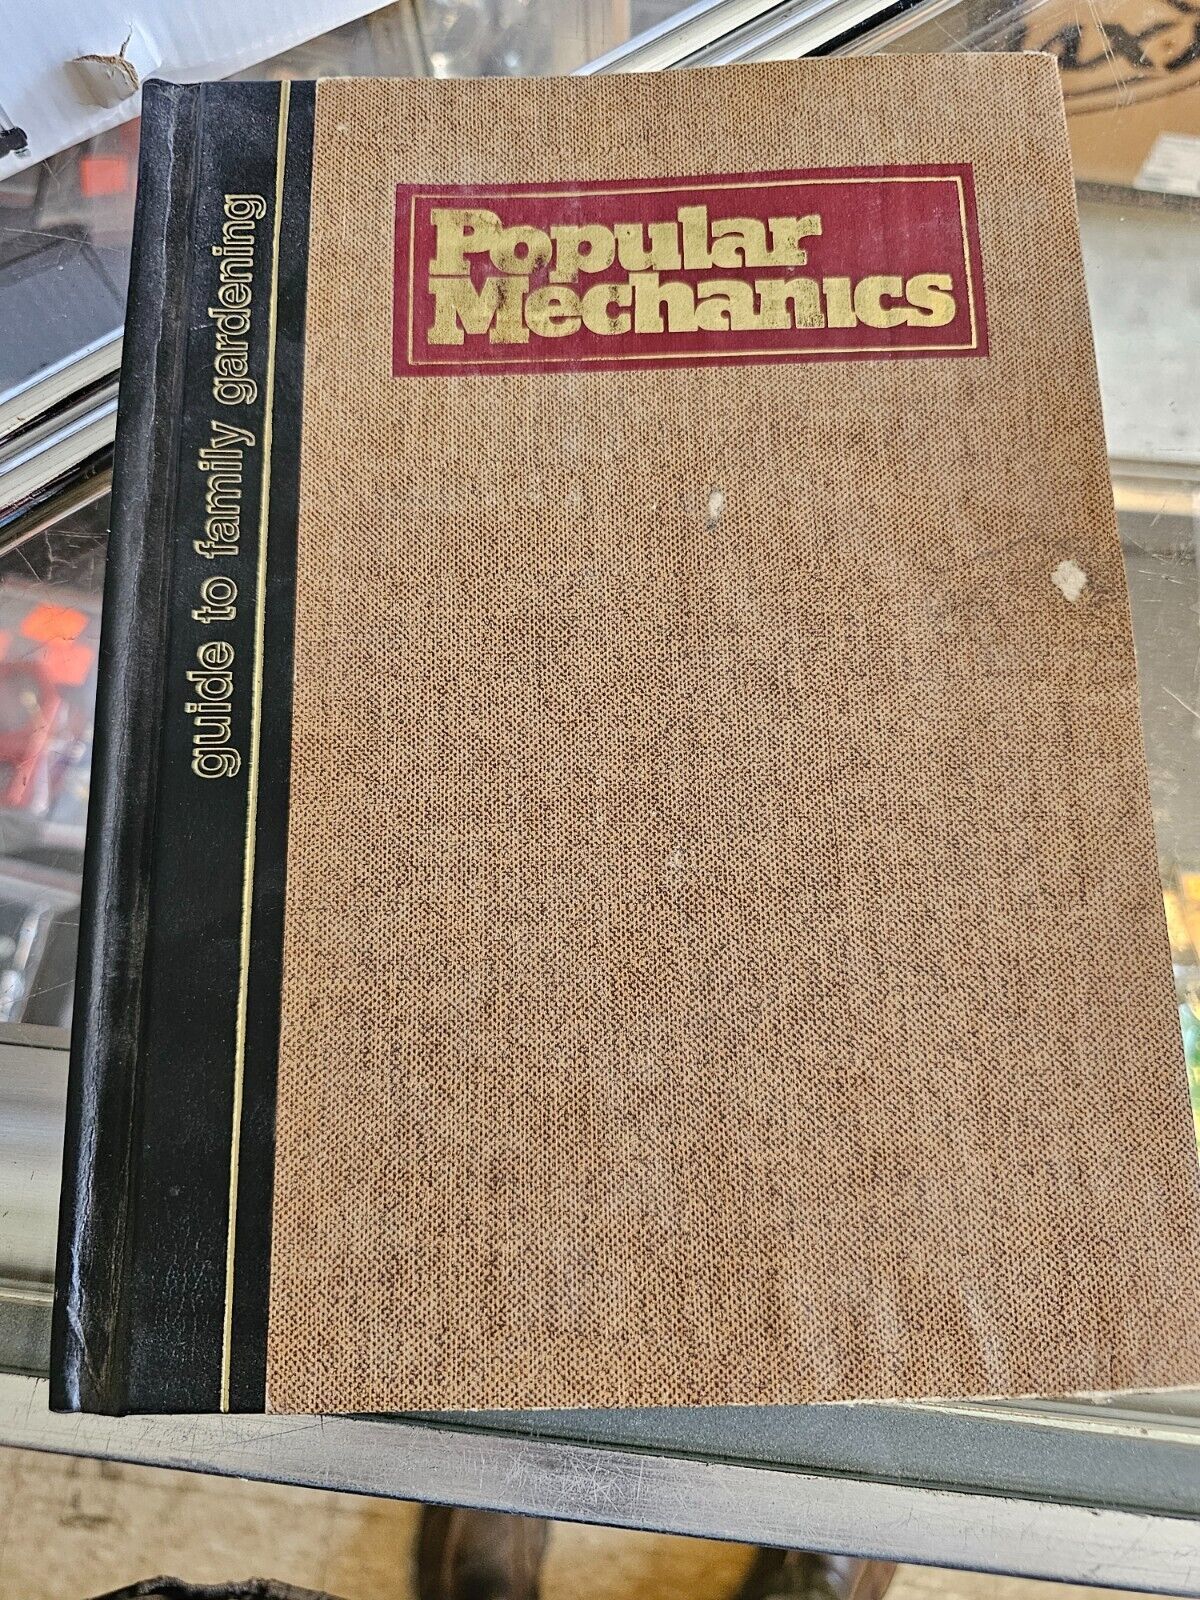 Popular
Mechanics
guide to family gardening